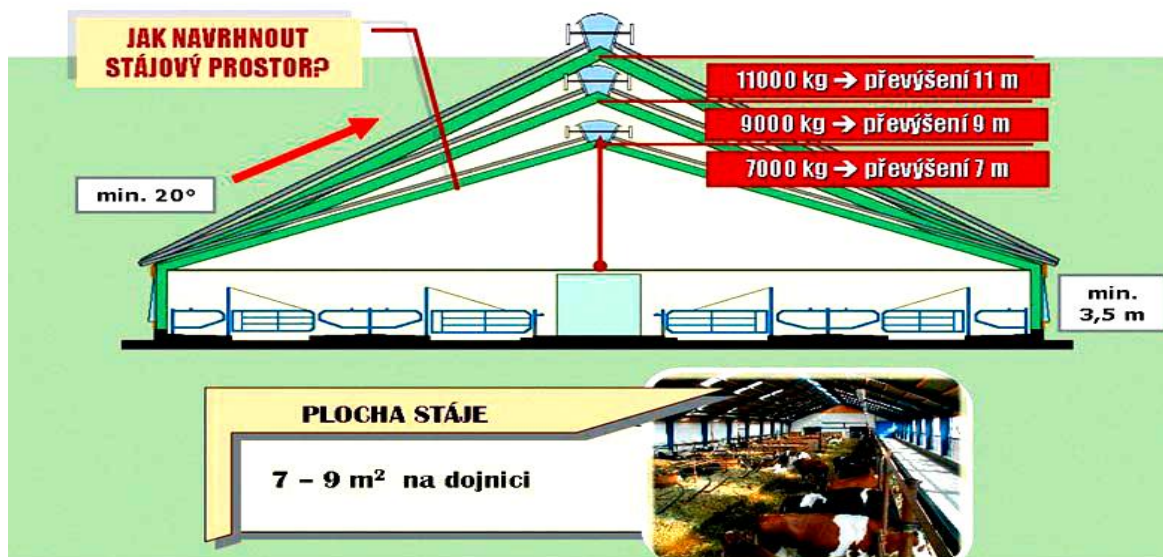 JAK NAVRHNOUT
STÁJOVÝ PROSTOR?
11000 kg → převýšení 11 m
9000 kg → převýšení 9 m
7000 kg → převýšení 7 m
min. 20°
min.
3,5 m
PLOCHA STÁJE
7 – 9 m² na dojnici